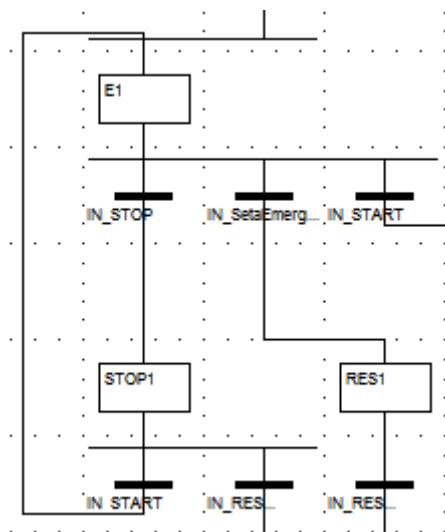 E1
IN_STOP
IN_SetaEmerg...
IN_START
STOP1
RES1
IN_START
IN_RES...
IN_RES...